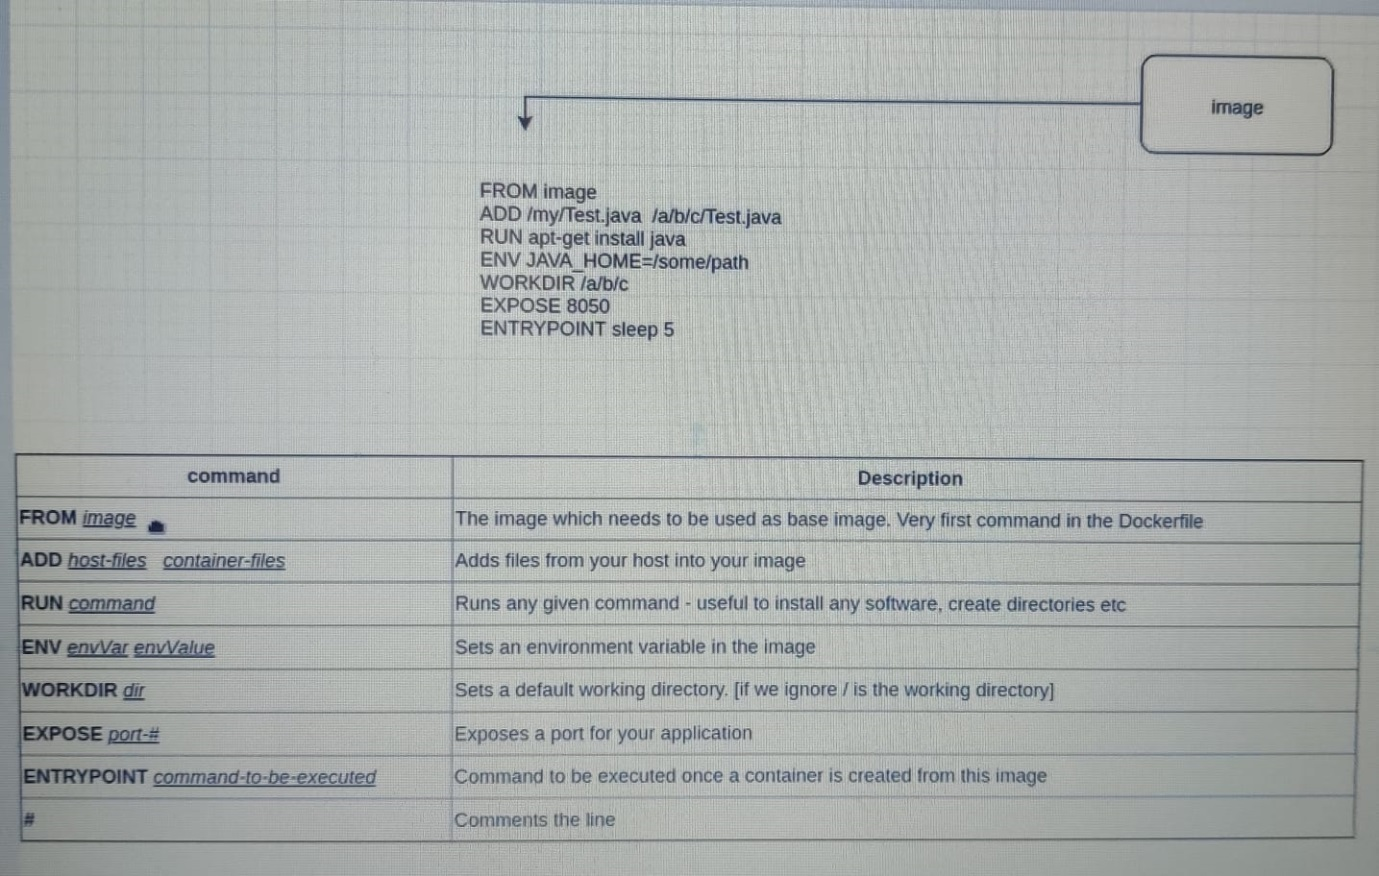 image
FROM image
ADD /my/Test.java /a/b/c/Test.java
RUN apt-get install java
ENV JAVA_HOME=/some/path
WORKDIR /a/b/c
EXPOSE 8050
ENTRYPOINT sleep 5
command Description
FROM image The image which needs to be used as base image. Very first command in the Dockerfile
ADD host-files container-files Adds files from your host into your image
RUN command Runs any given command - useful to install any software, create directories etc
ENV envVar envValue Sets an environment variable in the image
WORKDIR dir Sets a default working directory. [if we ignore / is the working directory]
EXPOSE port-# Exposes a port for your application
ENTRYPOINT command-to-be-executed Command to be executed once a container is created from this image
# Comments the line